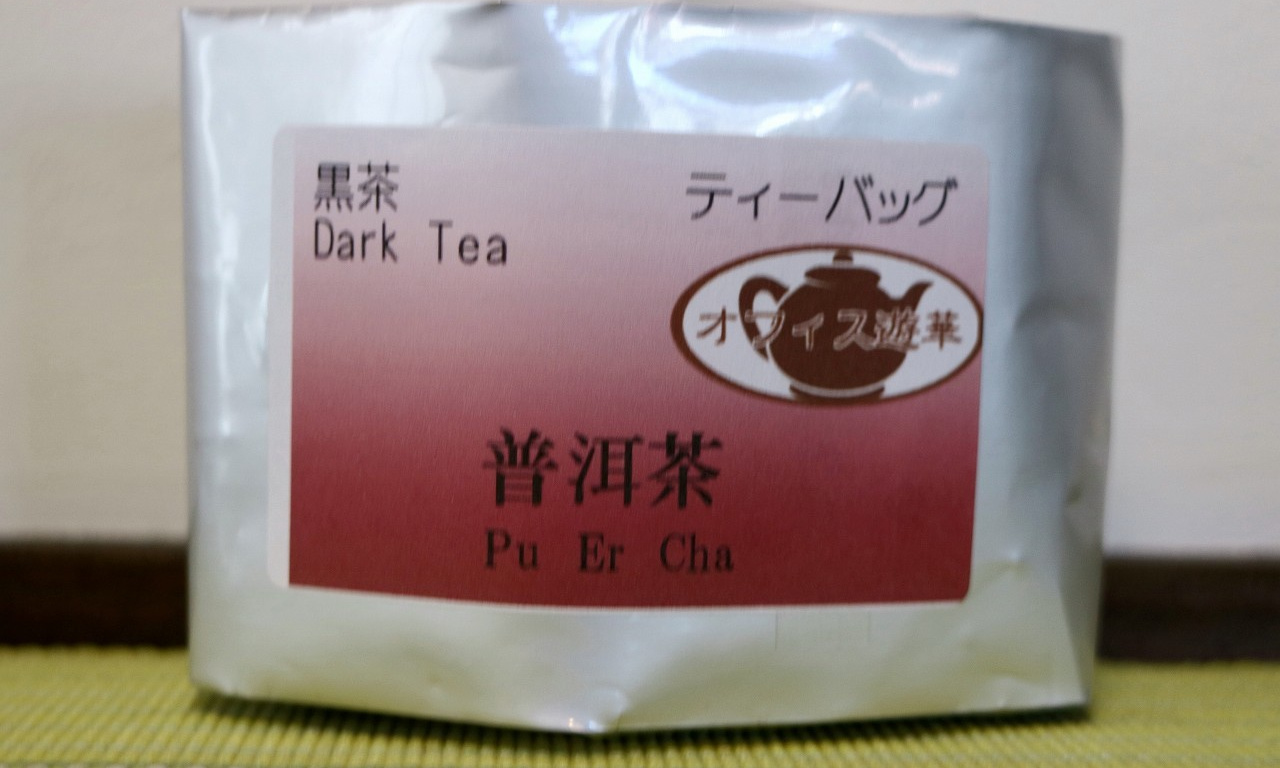 黒茶
Dark Tea
ティーバッグ
オフィス遊華
普洱茶
Pu Er Cha